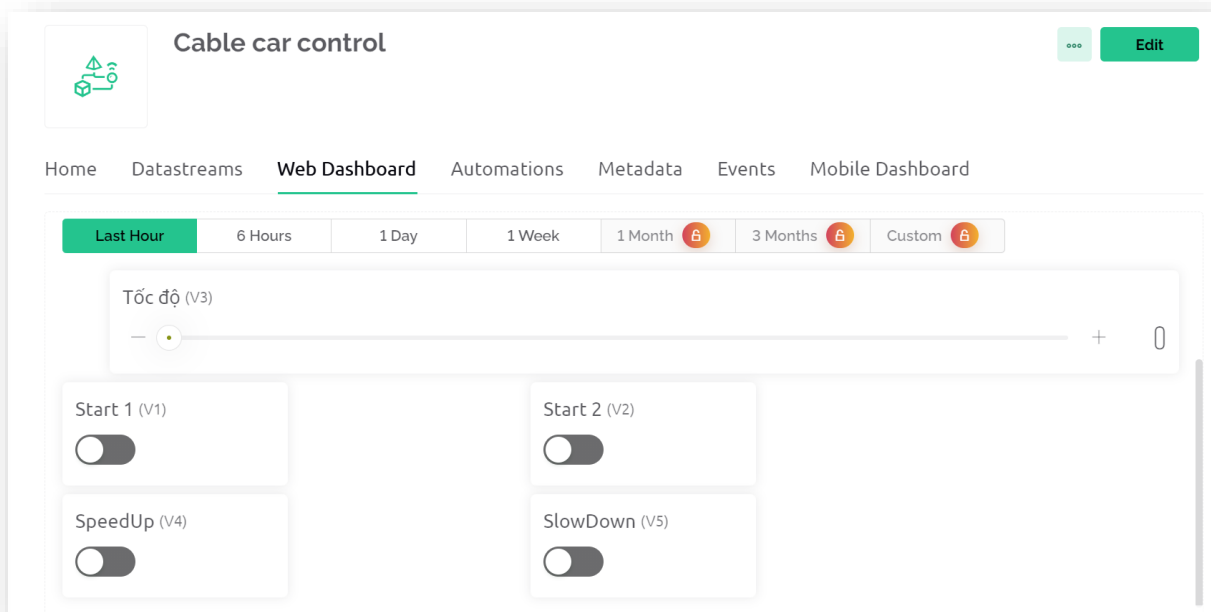 Cable car control
Edit
Home Datastreams Web Dashboard Automations Metadata Events Mobile Dashboard
Last Hour 6 Hours 1 Day 1 Week 1 Month 3 Months Custom
Tốc độ (V3)
0
Start 1 (V1) Start 2 (V2)
SpeedUp (V4) SlowDown (V5)